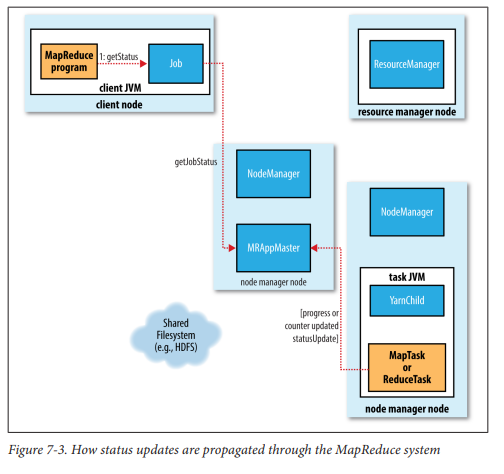 MapReduce
program
1: getStatus
Job
client JVM
client node
ResourceManager
resource manager node
getJobStatus
NodeManager
MRAppMaster
node manager node
NodeManager
task JVM
YarnChild
[progress or
counter updated
statusUpdate]
MapTask
or
ReduceTask
node manager node
Shared
Filesystem
(e.g., HDFS)
Figure 7-3. How status updates are propagated through the MapReduce system